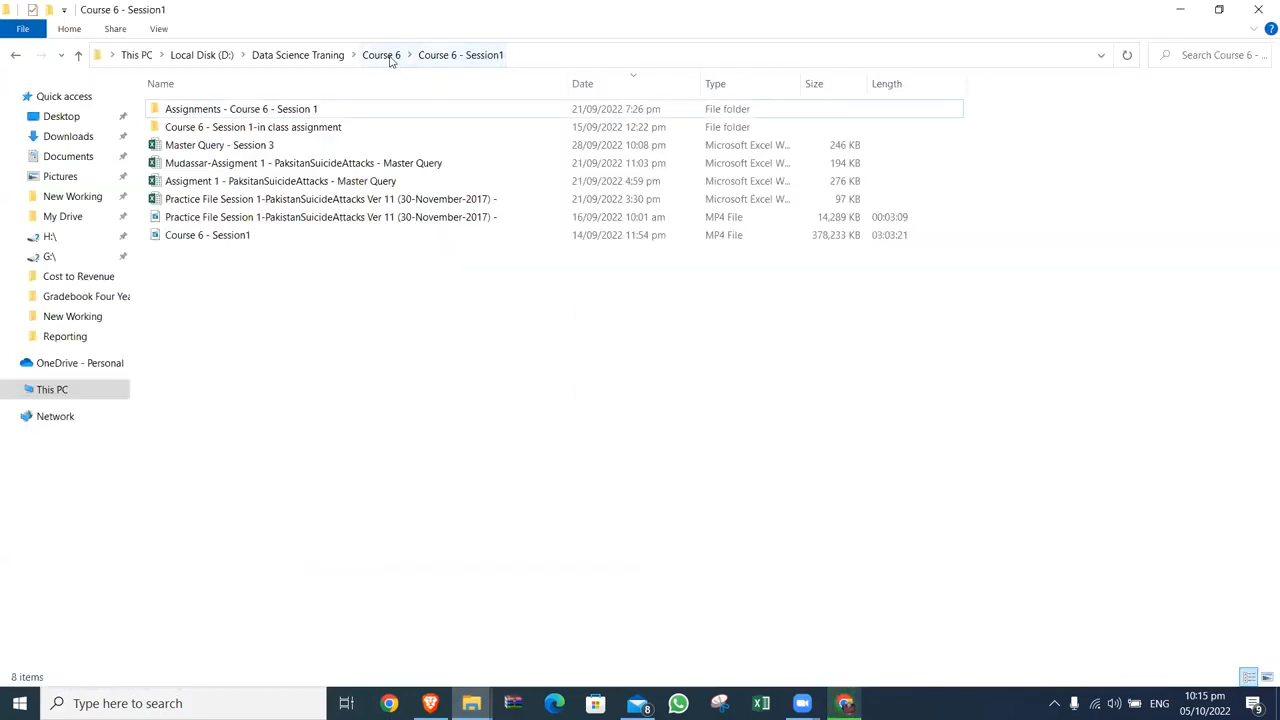 Course 6 - Session1
File Home Share View
This PC > Local Disk (D:) > Data Science Traning > Course 6 > Course 6 - Session1
Search Course 6 - ...
Name Date Type Size Length
Assignments - Course 6 - Session 1 21/09/2022 7:26 pm File folder
Course 6 - Session 1-in class assignment 15/09/2022 12:22 pm File folder
Master Query - Session 3 28/09/2022 10:08 pm Microsoft Excel W... 246 KB
Mudassar-Assigment 1 - PaksitanSuicideAttacks - Master Query 21/09/2022 11:03 pm Microsoft Excel W... 194 KB
Assigment 1 - PaksitanSuicideAttacks - Master Query 21/09/2022 4:59 pm Microsoft Excel W... 276 KB
Practice File Session 1-PakistanSuicideAttacks Ver 11 (30-November-2017) - 21/09/2022 3:30 pm Microsoft Excel W... 97 KB
Practice File Session 1-PakistanSuicideAttacks Ver 11 (30-November-2017) - 16/09/2022 10:01 am MP4 File 14,289 KB 00:03:09
Course 6 - Session1 14/09/2022 11:54 pm MP4 File 378,233 KB 03:03:21
Quick access
Desktop
Downloads
Documents
Pictures
New Working
My Drive
H:\
G:\
Cost to Revenue
Gradebook Four Yea
New Working
Reporting
OneDrive - Personal
This PC
Network
8 items
Type here to search
8
ENG
10:15 pm
05/10/2022
9